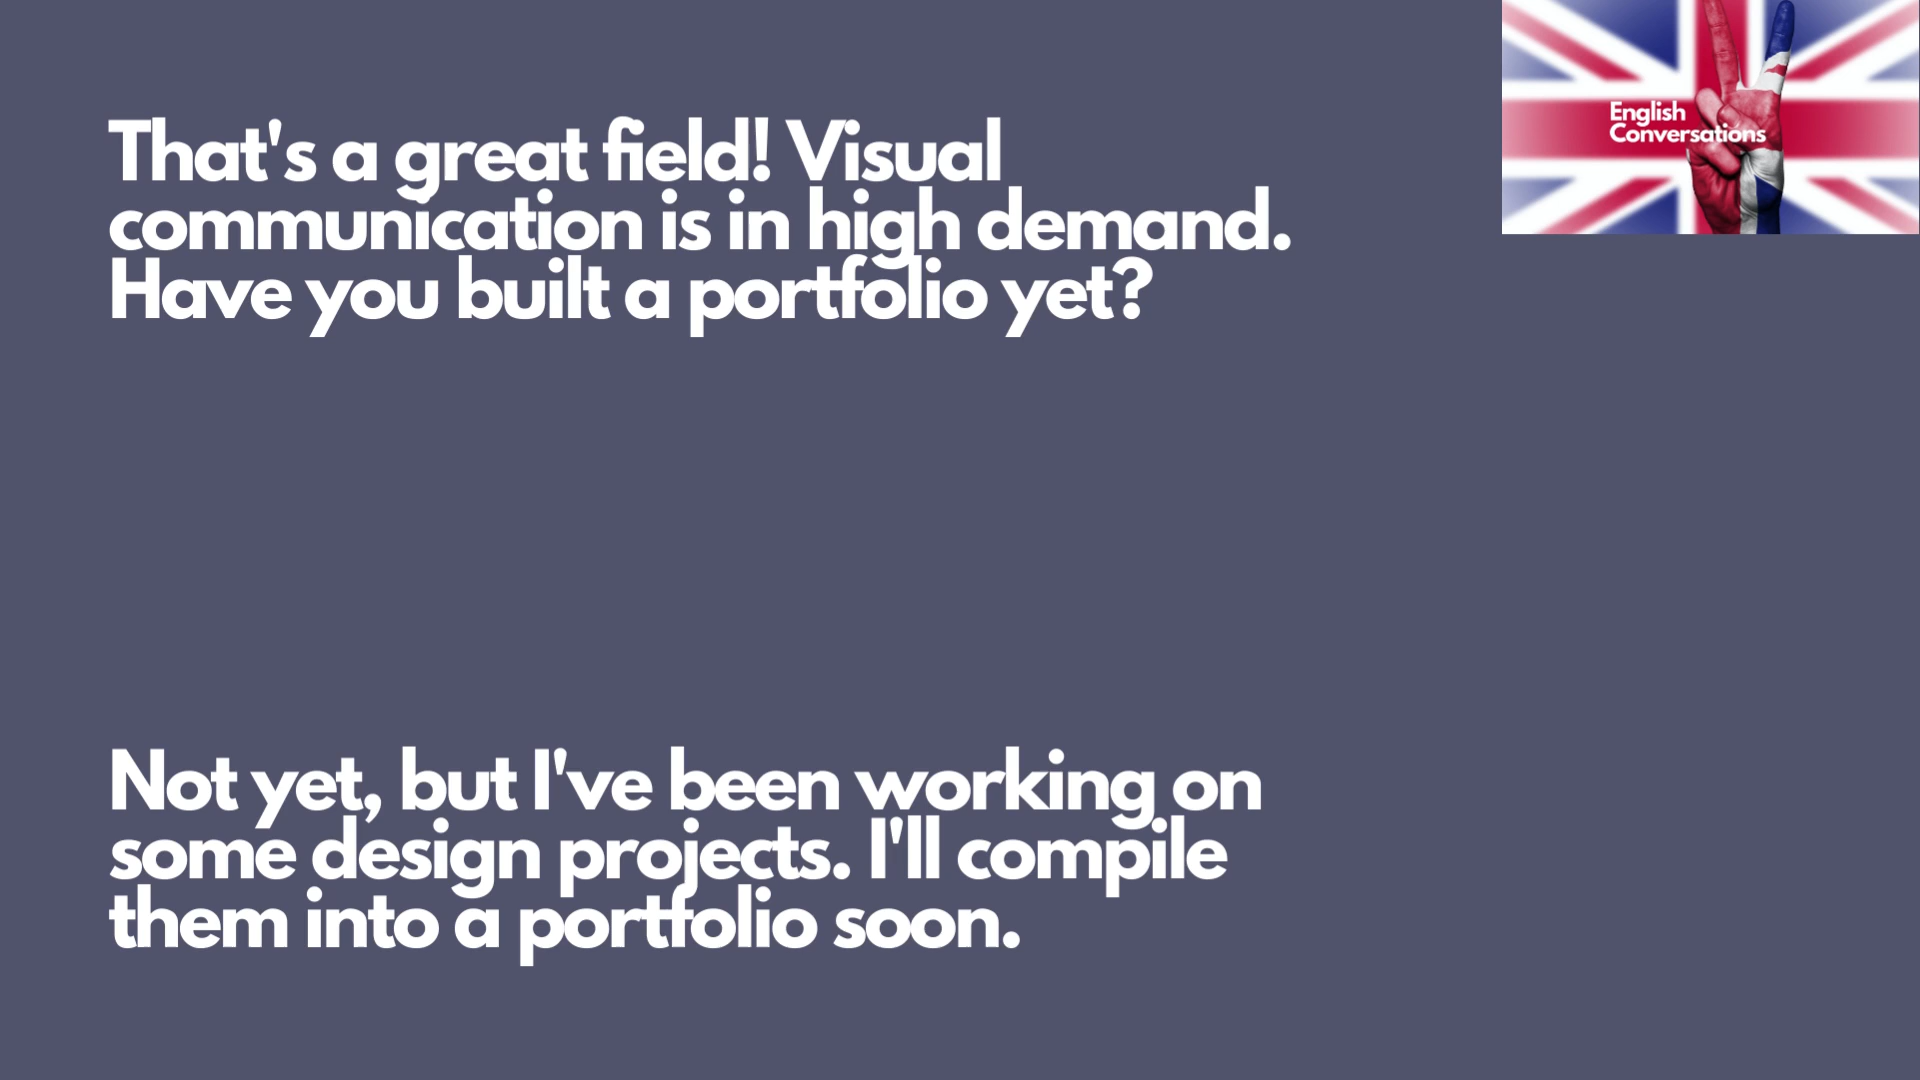 That's a great field! Visual
communication is in high demand.
Have you built a portfolio yet?
English
Conversations
Not yet, but I've been working on
some design projects. I'll compile
them into a portfolio soon.